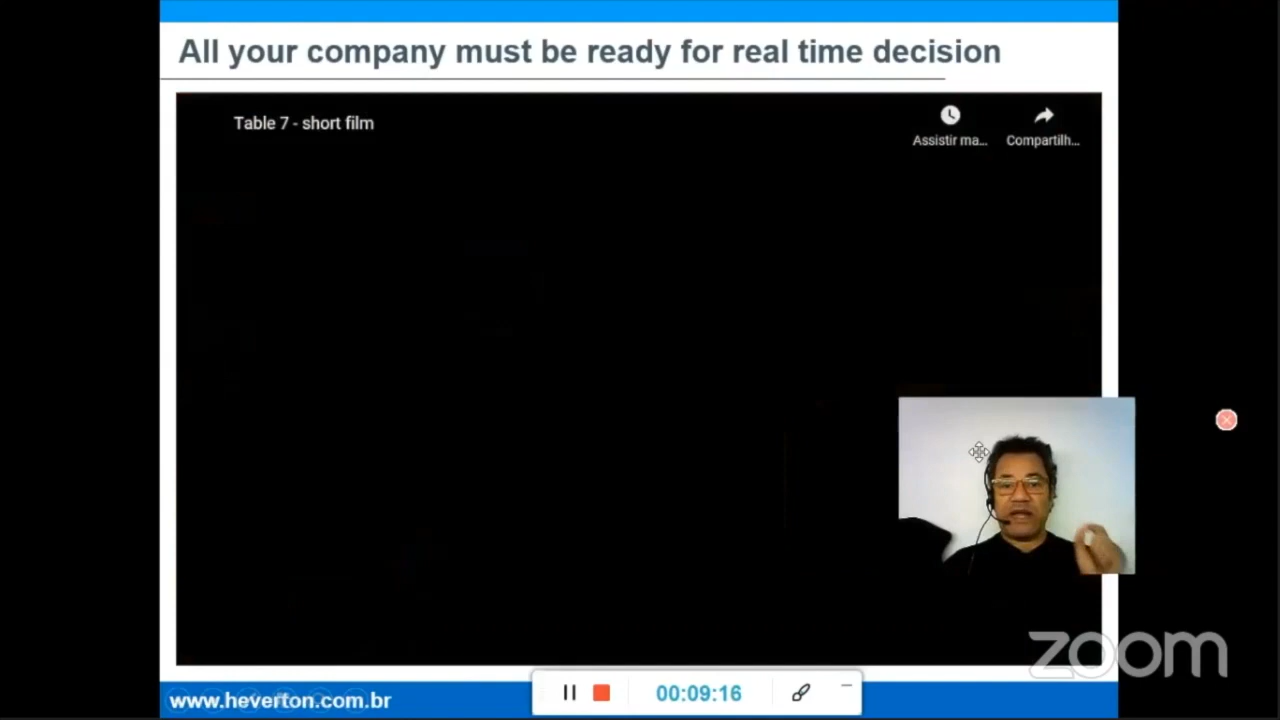 All your company must be ready for real time decision
Table 7 - short film
Assistir ma...
Compartilh...
zoom
www.heverton.com.br
00:09:16